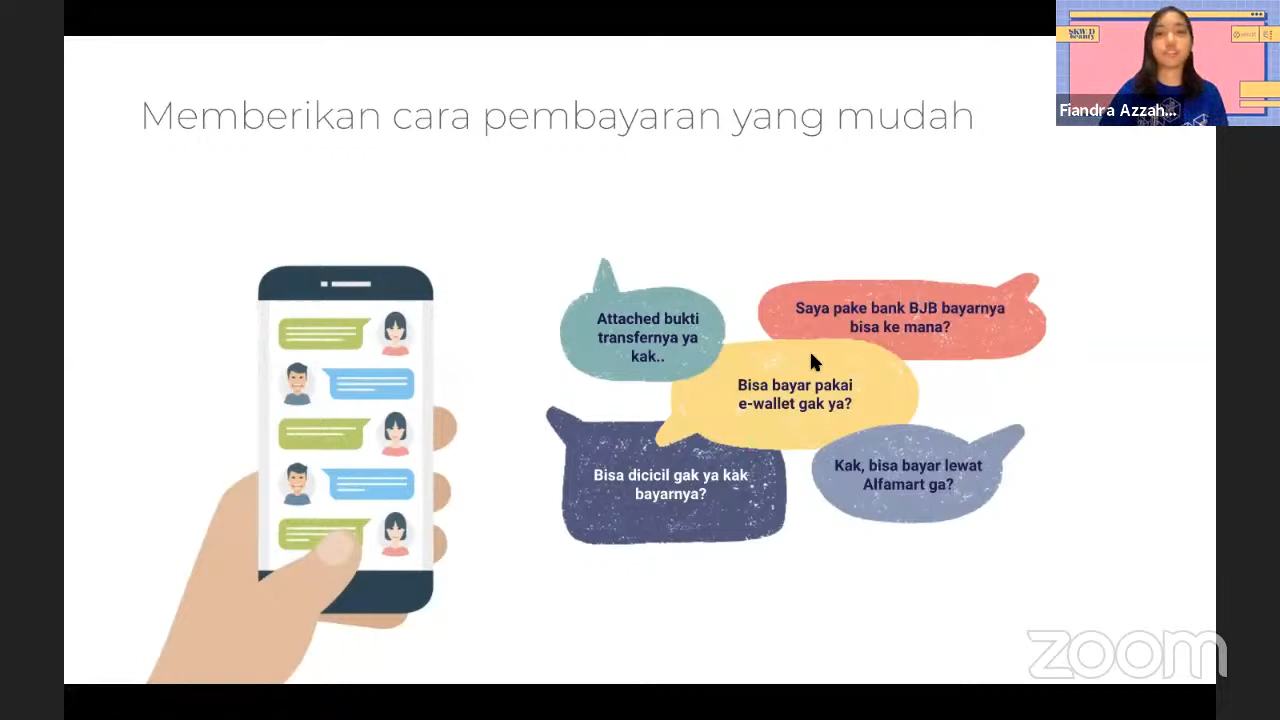 Memberikan cara pembayaran yang mudah
SKWAD
beauty
Fiandra Azzah...
Attached bukti
transfernya ya
kak..
Saya pake bank BJB bayarnya
bisa ke mana?
Bisa bayar pakai
e-wallet gak ya?
Bisa dicicil gak ya kak
bayarnya?
Kak, bisa bayar lewat
Alfamart ga?
zoom